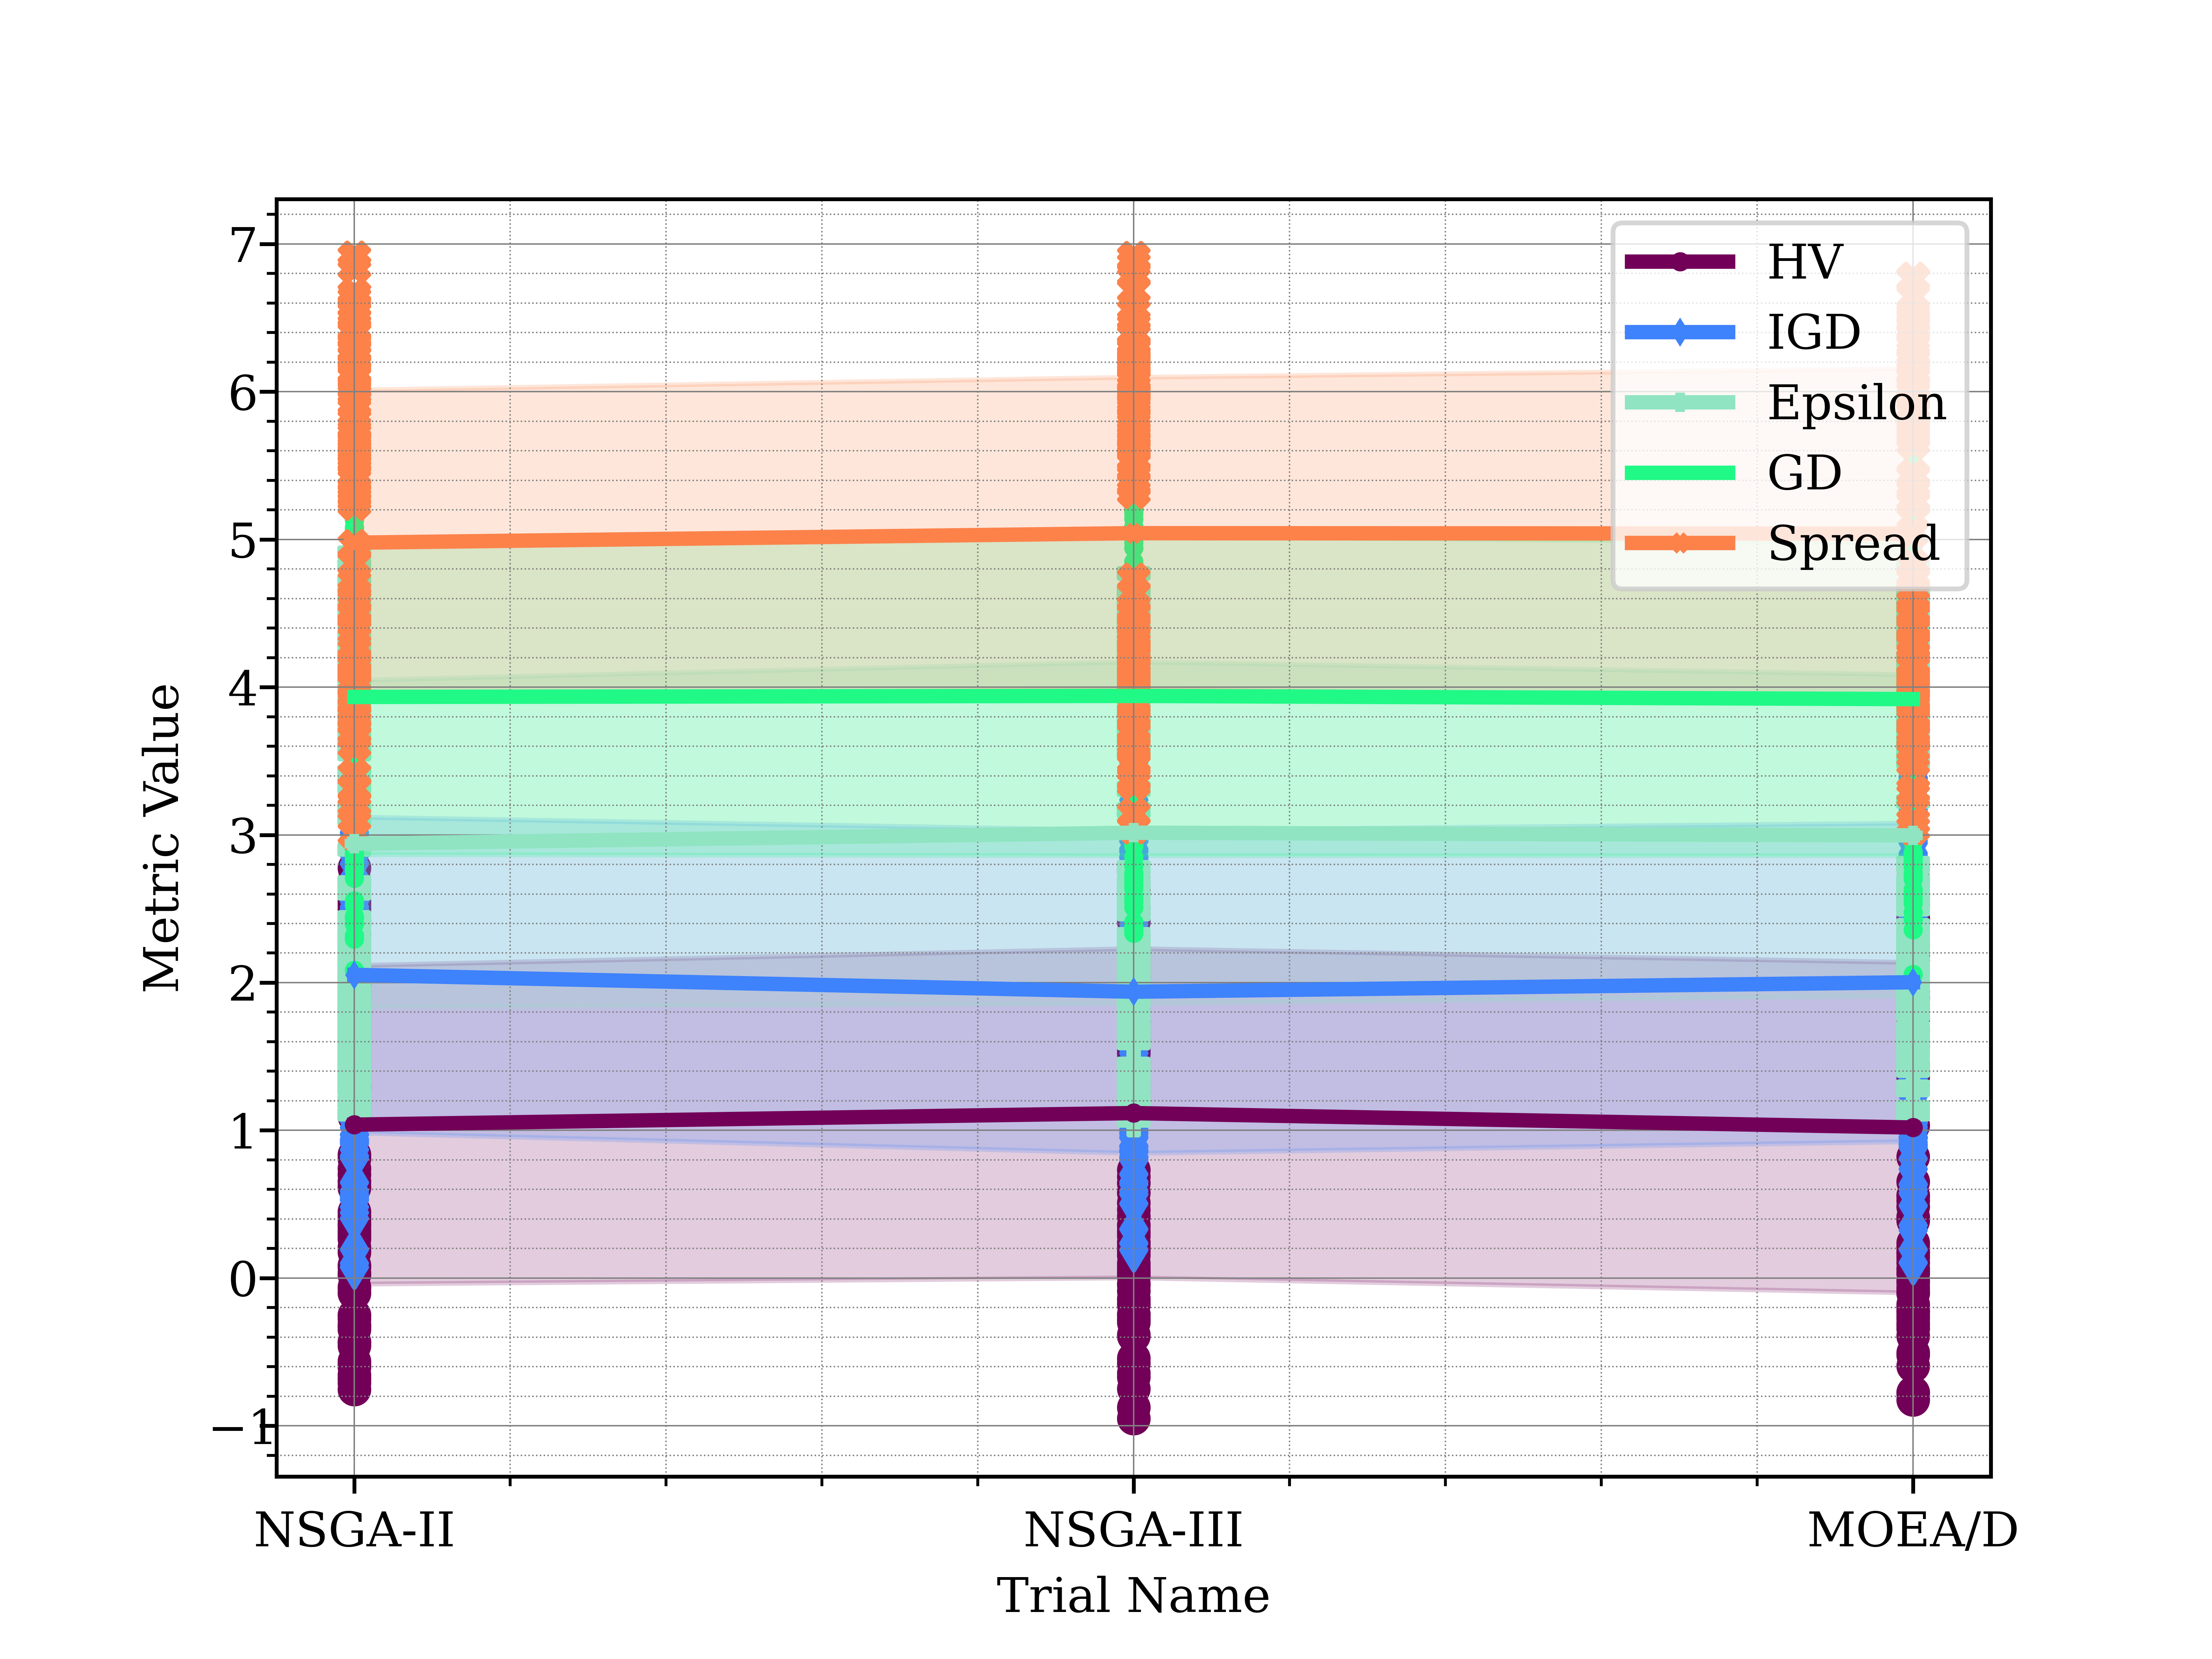 7
6
5
4
3
2
1
0
−1
Metric Value
HV
IGD
Epsilon
GD
Spread
NSGA-II
NSGA-III
MOEA/D
Trial Name